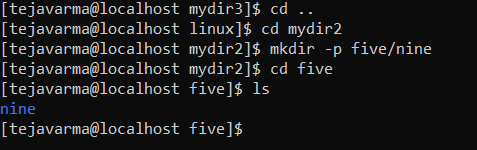 [tejavarma@localhost mydir3]$ cd ..
[tejavarma@localhost linux]$ cd mydir2
[tejavarma@localhost mydir2]$ mkdir -p five/nine
[tejavarma@localhost mydir2]$ cd five
[tejavarma@localhost five]$ ls
nine
[tejavarma@localhost five]$